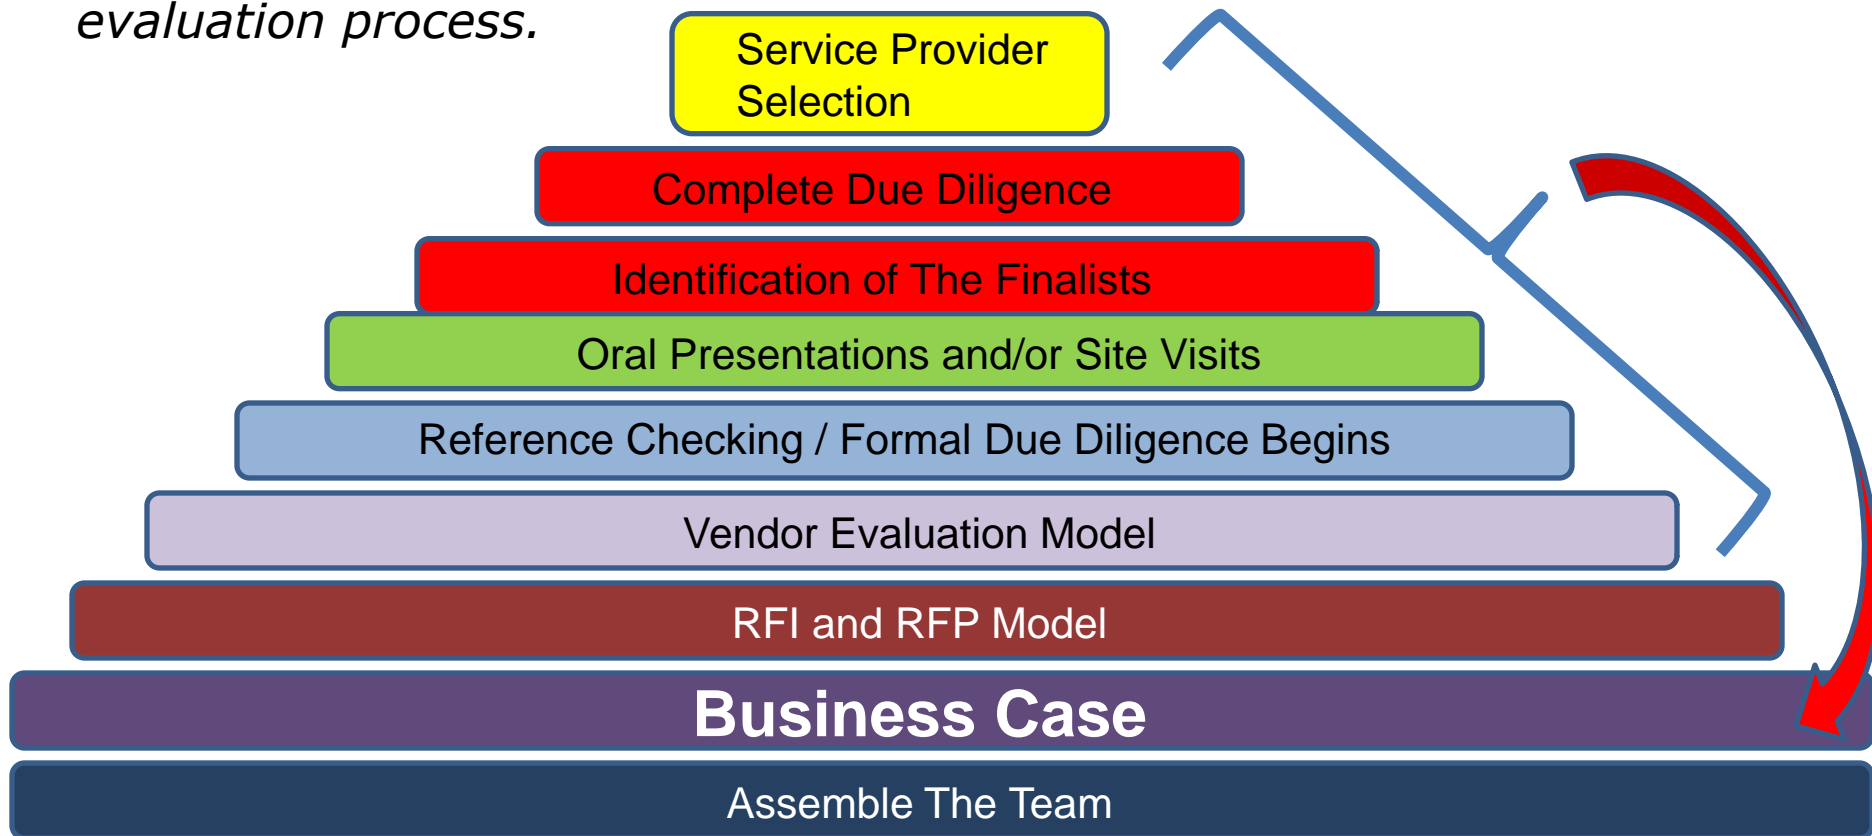 evaluation process.
Service Provider
Selection
Complete Due Diligence
Identification of The Finalists
Oral Presentations and/or Site Visits
Reference Checking / Formal Due Diligence Begins
Vendor Evaluation Model
RFI and RFP Model
Business Case
Assemble The Team